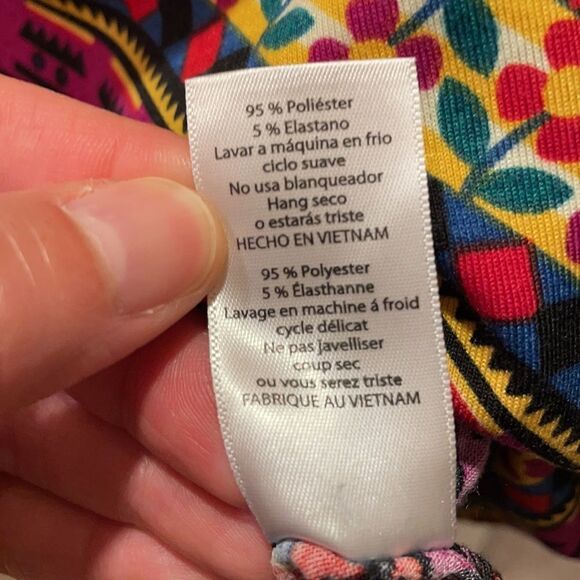 95 % Poliéster
5 % Elastano
Lavar a máquina en frio
ciclo suave
No usa blanqueador
Hang seco
o estarás triste
HECHO EN VIETNAM
95 % Polyester
5 % Élasthanne
Lavage en machine á froid
cycle délicat
Ne pas javelliser
coup sec
ou vous serez triste
FABRIQUE AU VIETNAM